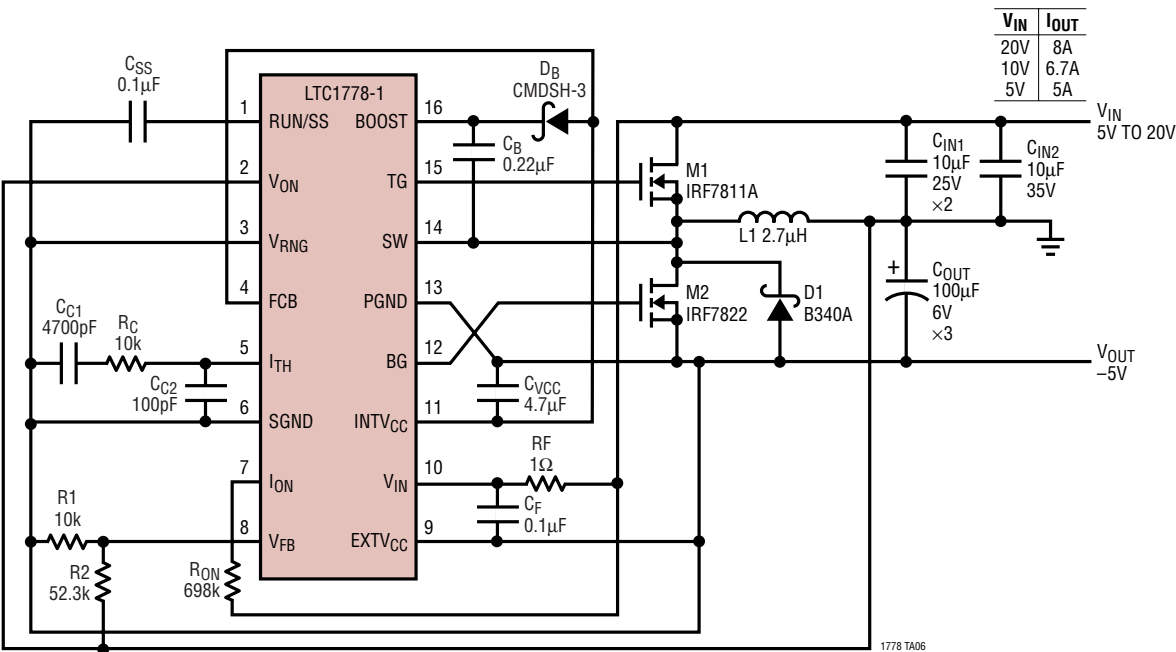 VIN IOUT
20V 8A
10V 6.7A
5V 5A
CSS
0.1µF
DB
CMDSH-3
LTC1778-1
1 RUN/SS BOOST 16
VIN
5V TO 20V
CB
0.22µF
CIN1
10µF
25V
×2
CIN2
10µF
35V
2 VON TG 15
M1
IRF7811A
3 VRNG SW 14
L1 2.7µH
4 FCB PGND 13
M2
IRF7822
D1
B340A
+
COUT
100µF
6V
×3
CC1
4700pF
RC
10k
5 ITH BG 12
VOUT
–5V
CC2
100pF
CVCC
4.7µF
6 SGND INTVCC 11
RF
1Ω
7 ION VIN 10
CF
0.1µF
R1
10k
8 VFB EXTVCC 9
R2
52.3k
RON
698k
1778 TA06